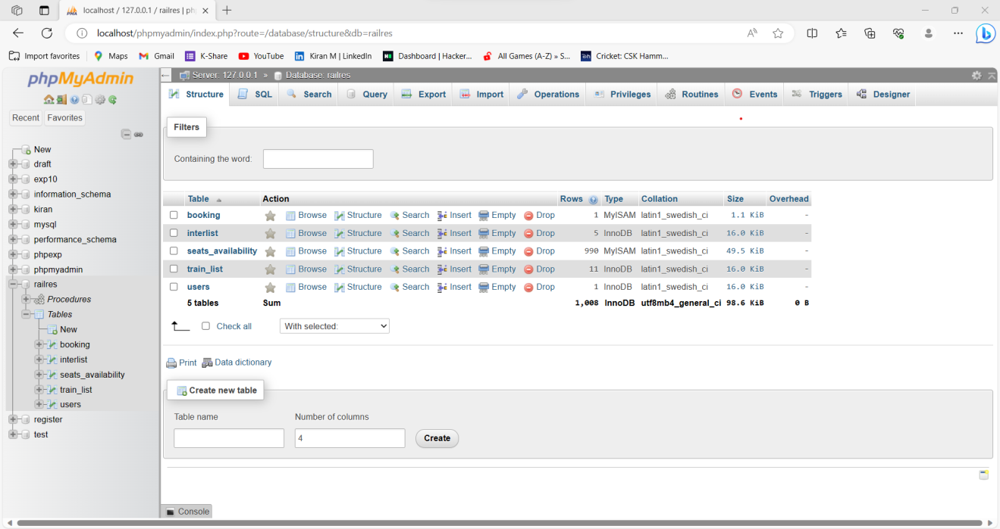 localhost / 127.0.0.1 / railres | ph
localhost/phpmyadmin/index.php?route=/database/structure&db=railres
Import favorites Maps Gmail K-Share YouTube Kiran M | LinkedIn Dashboard | Hacker... All Games (A-Z) » S... Cricket: CSK Hamm...
phpMyAdmin
Recent Favorites
New
draft
exp10
information_schema
kiran
mysql
performance_schema
phpexp
phpmyadmin
railres
Procedures
Tables
New
booking
interlist
seats_availability
train_list
users
register
test
Server: 127.0.0.1 » Database: railres
Structure SQL Search Query Export Import Operations Privileges Routines Events Triggers Designer
Filters
Containing the word:
Table Action Rows Type Collation Size Overhead
booking Browse Structure Search Insert Empty Drop 1 MyISAM latin1_swedish_ci 1.1 KiB -
interlist Browse Structure Search Insert Empty Drop 5 InnoDB latin1_swedish_ci 16.0 KiB -
seats_availability Browse Structure Search Insert Empty Drop 990 MyISAM latin1_swedish_ci 49.5 KiB -
train_list Browse Structure Search Insert Empty Drop 11 InnoDB latin1_swedish_ci 16.0 KiB -
users Browse Structure Search Insert Empty Drop 1 InnoDB latin1_swedish_ci 16.0 KiB -
5 tables Sum 1,008 InnoDB utf8mb4_general_ci 98.6 KiB 0 B
Check all With selected:
Print Data dictionary
Create new table
Table name Number of columns
4 Create
Console